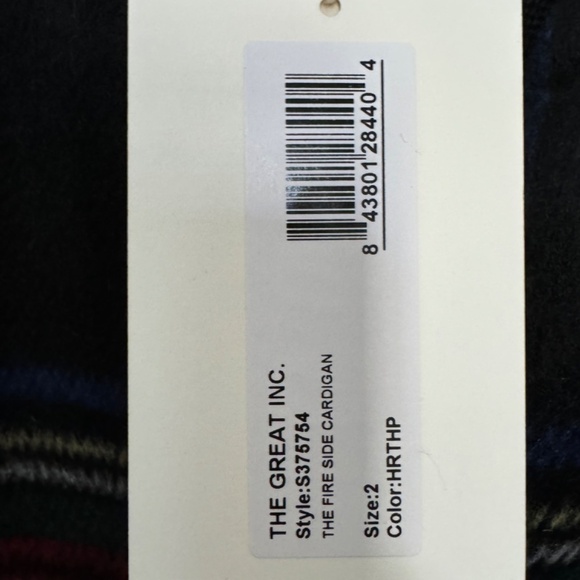 THE GREAT INC.
Style:S375754
THE FIRE SIDE CARDIGAN
Size:2
Color:HRTHP
8 43801 28440 4